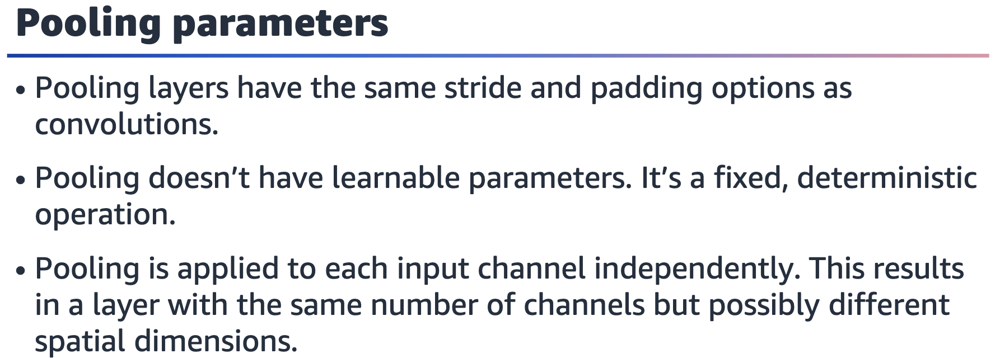 Pooling parameters
• Pooling layers have the same stride and padding options as
convolutions.
• Pooling doesn’t have learnable parameters. It’s a fixed, deterministic
operation.
• Pooling is applied to each input channel independently. This results
in a layer with the same number of channels but possibly different
spatial dimensions.